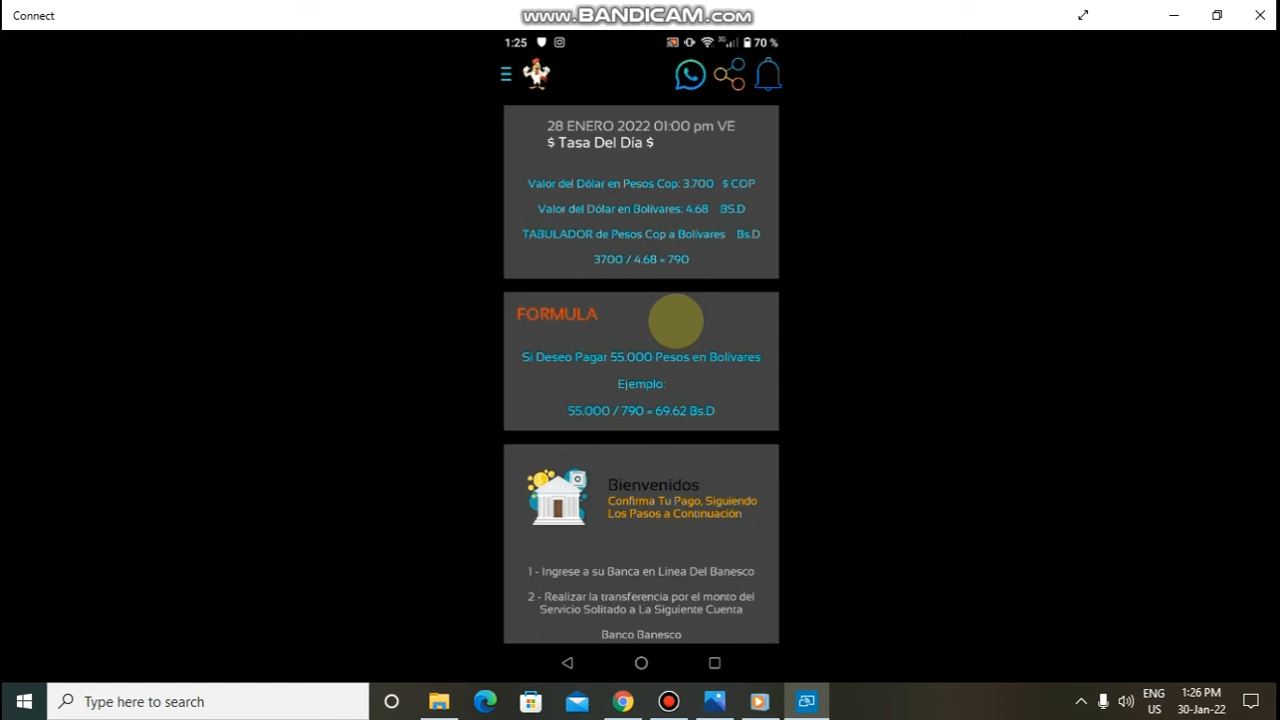 Connect
www.BANDICAM.com
1:25
3G
70 %
28 ENERO 2022 01:00 pm VE
$ Tasa Del Día $
Valor del Dólar en Pesos Cop: 3.700 $ COP
Valor del Dólar en Bolívares: 4.68 BS.D
TABULADOR de Pesos Cop a Bolívares Bs.D
3700 / 4.68 = 790
FORMULA
Si Deseo Pagar 55.000 Pesos en Bolívares
Ejemplo:
55.000 / 790 = 69.62 Bs.D
Bienvenidos
Confirma Tu Pago, Siguiendo
Los Pasos a Continuación
1 - Ingrese a su Banca en Linea Del Banesco
2 - Realizar la transferencia por el monto del
Servicio Solitado a La Siguiente Cuenta
Banco Banesco
Type here to search
ENG
US
1:26 PM
30-Jan-22